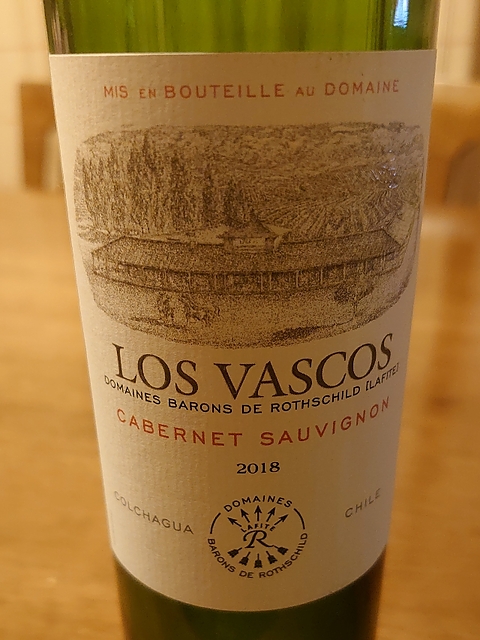 MIS EN BOUTEILLE AU DOMAINE
LOS VASCOS
DOMAINES BARONS DE ROTHSCHILD [LAFITE]
CABERNET SAUVIGNON
2018
COLCHAGUA
CHILE
DOMAINES
LAFITE
R
BARONS DE ROTHSCHILD